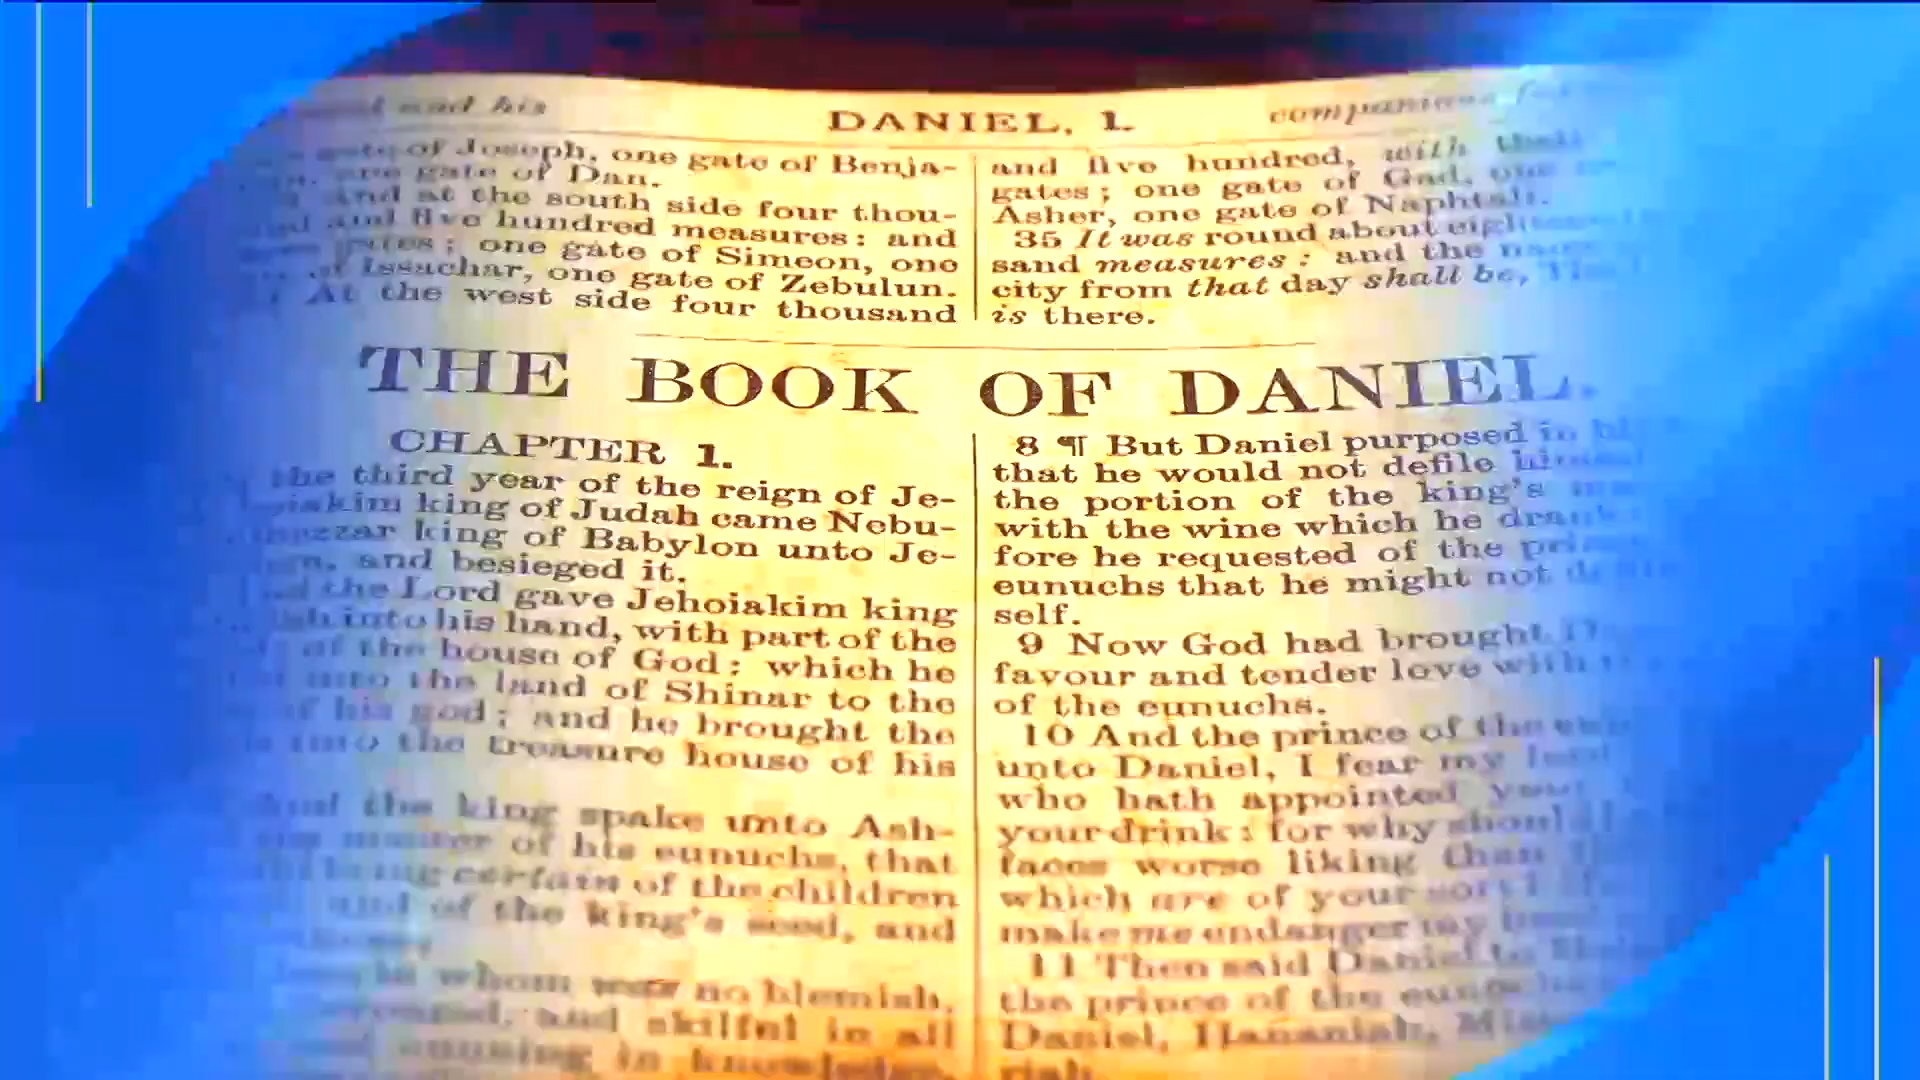 and his
DANIEL, 1.
companions
gate of Joseph, one gate of Benja-
one gate of Dan.
And at the south side four thou-
and five hundred measures: and
gates; one gate of Simeon, one
of Issachar, one gate of Zebulun.
At the west side four thousand
and five hundred, with their
gates; one gate of Gad, one
Asher, one gate of Naphtali.
35 It was round about
sand measures: and the
city from that day shall be,
is there.
THE BOOK OF DANIEL.
CHAPTER 1.
the third year of the reign of Je-
king of Judah came Nebu-
king of Babylon unto Je-
and besieged it.
the Lord gave Jehoiakim king
into his hand, with part of the
of the house of God: which he
into the land of Shinar to the
of his god; and he brought the
into the treasure house of his
And the king spake unto Ash-
master of his eunuchs, that
bring certain of the children
and of the king's seed, and
whom was no blemish,
and skilful in all
cunning in knowledge,
8 ¶ But Daniel purposed in
that he would not defile
the portion of the king's
with the wine which he drank
fore he requested of the
eunuchs that he might not
self.
9 Now God had brought
favour and tender love with
of the eunuchs.
10 And the prince of the
unto Daniel, I fear my
who hath appointed your
your drink: for why should
faces worse liking than
which are of your sort?
make me endanger my
11 Then said Daniel to
the prince of the
Daniel, Hananiah,
riah